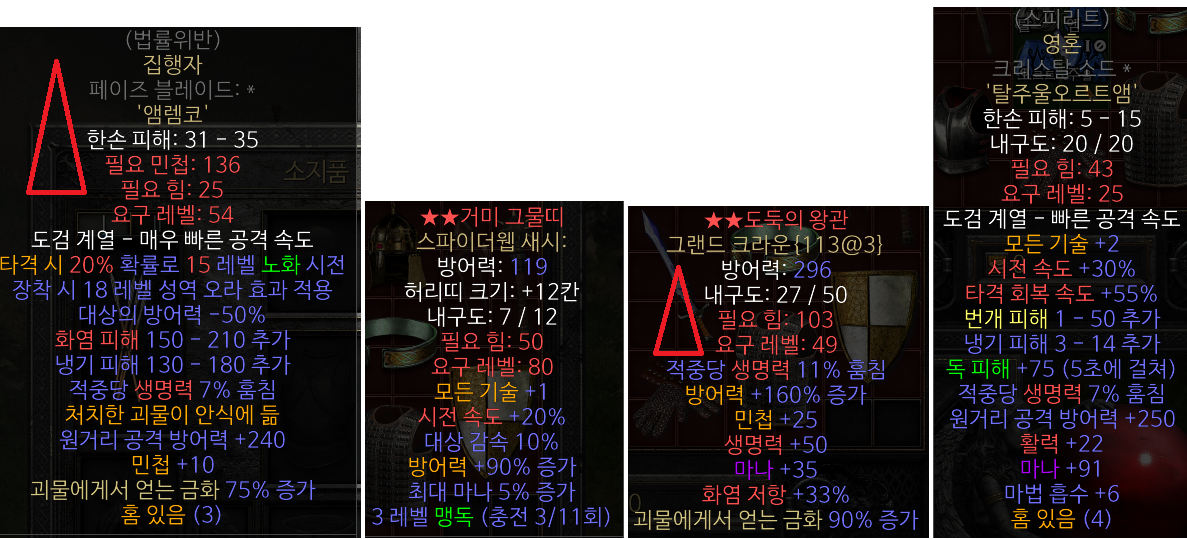 (법률위반)
집행자
페이즈 블레이드: *
'앰렘코'
한손 피해: 31 - 35
필요 민첩: 136
필요 힘: 25
요구 레벨: 54
도검 계열 - 매우 빠른 공격 속도
타격 시 20% 확률로 15 레벨 노화 시전
장착 시 18 레벨 성역 오라 효과 적용
대상의 방어력 -50%
화염 피해 150 - 210 추가
냉기 피해 130 - 180 추가
적중당 생명력 7% 훔침
처치한 괴물이 안식에 듦
원거리 공격 방어력 +240
민첩 +10
괴물에게서 얻는 금화 75% 증가
홈 있음 (3)
소지품
★★거미 그물띠
스파이더웹 새시:
방어력: 119
허리띠 크기: +12칸
내구도: 7 / 12
필요 힘: 50
요구 레벨: 80
모든 기술 +1
시전 속도 +20%
대상 감속 10%
방어력 +90% 증가
최대 마나 5% 증가
3 레벨 맹독 (충전 3/11회)
★★도둑의 왕관
그랜드 크라운{113@3}
방어력: 296
내구도: 27 / 50
필요 힘: 103
요구 레벨: 49
적중당 생명력 11% 훔침
방어력 +160% 증가
민첩 +25
생명력 +50
마나 +35
화염 저항 +33%
괴물에게서 얻는 금화 90% 증가
(스피리트)
영혼
크리스탈 소드 *
'탈주울오르트앰'
한손 피해: 5 - 15
내구도: 20 / 20
필요 힘: 43
요구 레벨: 25
도검 계열 - 빠른 공격 속도
모든 기술 +2
시전 속도 +30%
타격 회복 속도 +55%
번개 피해 1 - 50 추가
냉기 피해 3 - 14 추가
독 피해 +75 (5초에 걸쳐)
적중당 생명력 7% 훔침
원거리 공격 방어력 +250
활력 +22
마나 +91
마법 흡수 +6
홈 있음 (4)